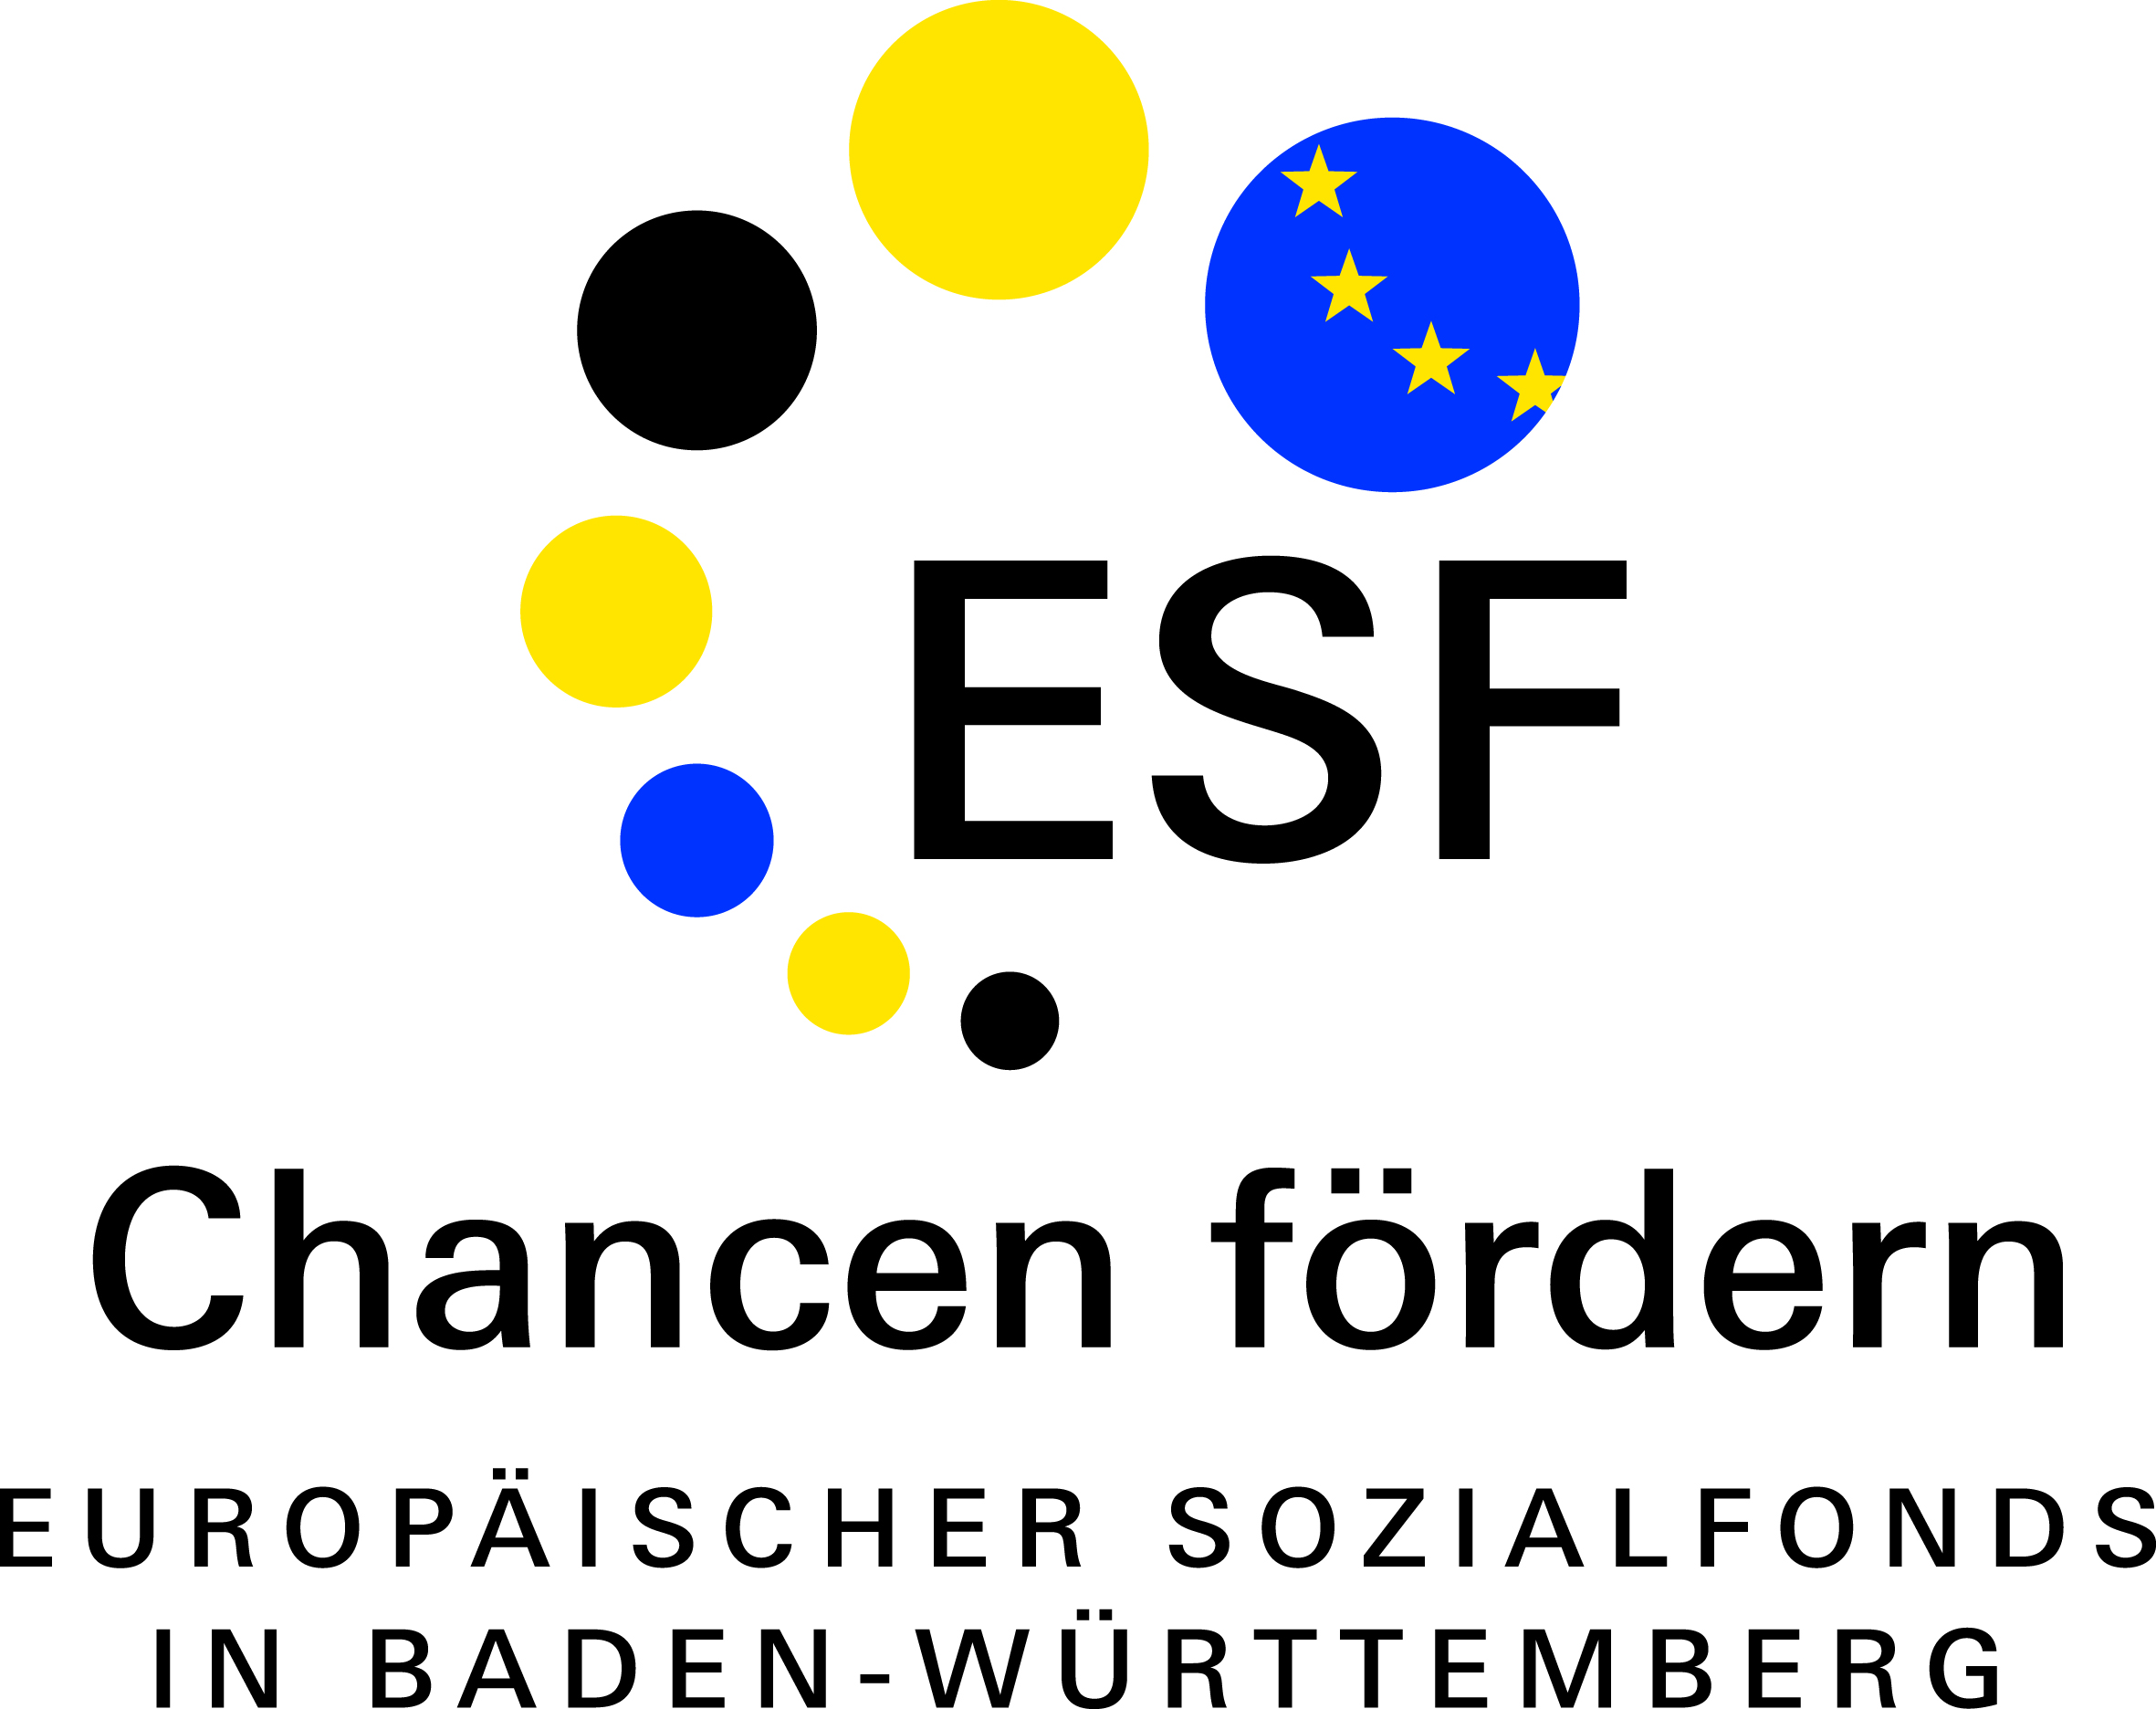 ESF
Chancen fördern
EUROPÄISCHER SOZIALFONDS
IN BADEN-WÜRTTEMBERG